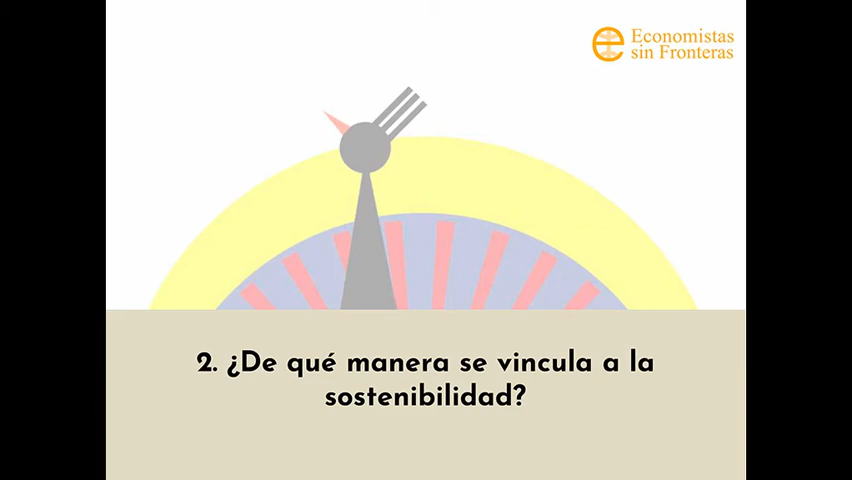 Economistas
sin Fronteras
2. ¿De qué manera se vincula a la
sostenibilidad?